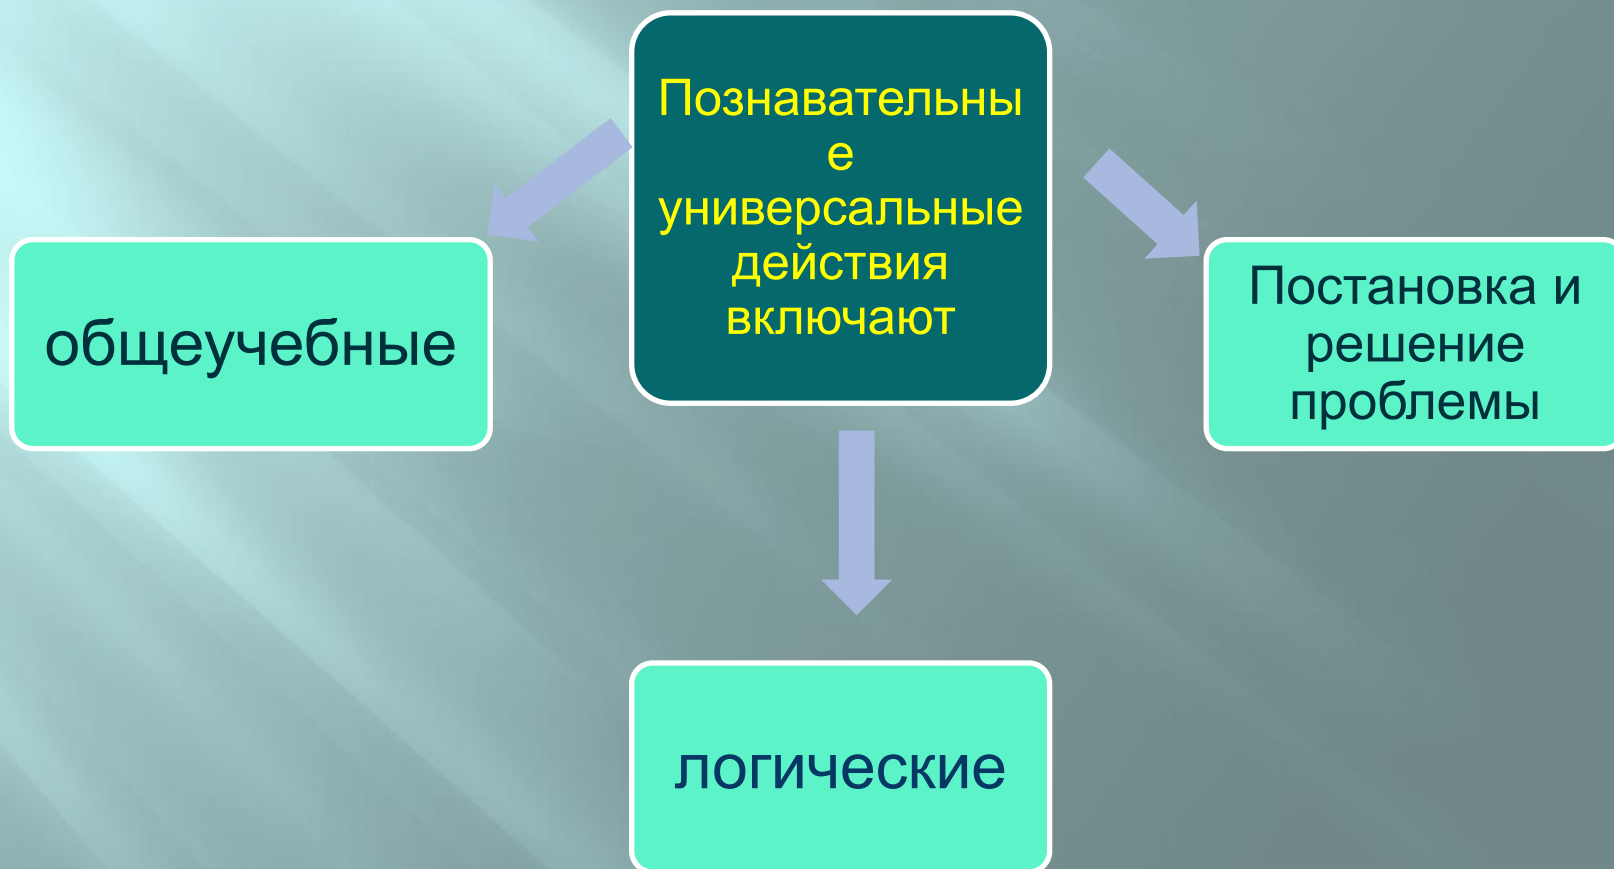 Познавательны
е
универсальные
действия
включают
общеучебные
Постановка и
решение
проблемы
логические